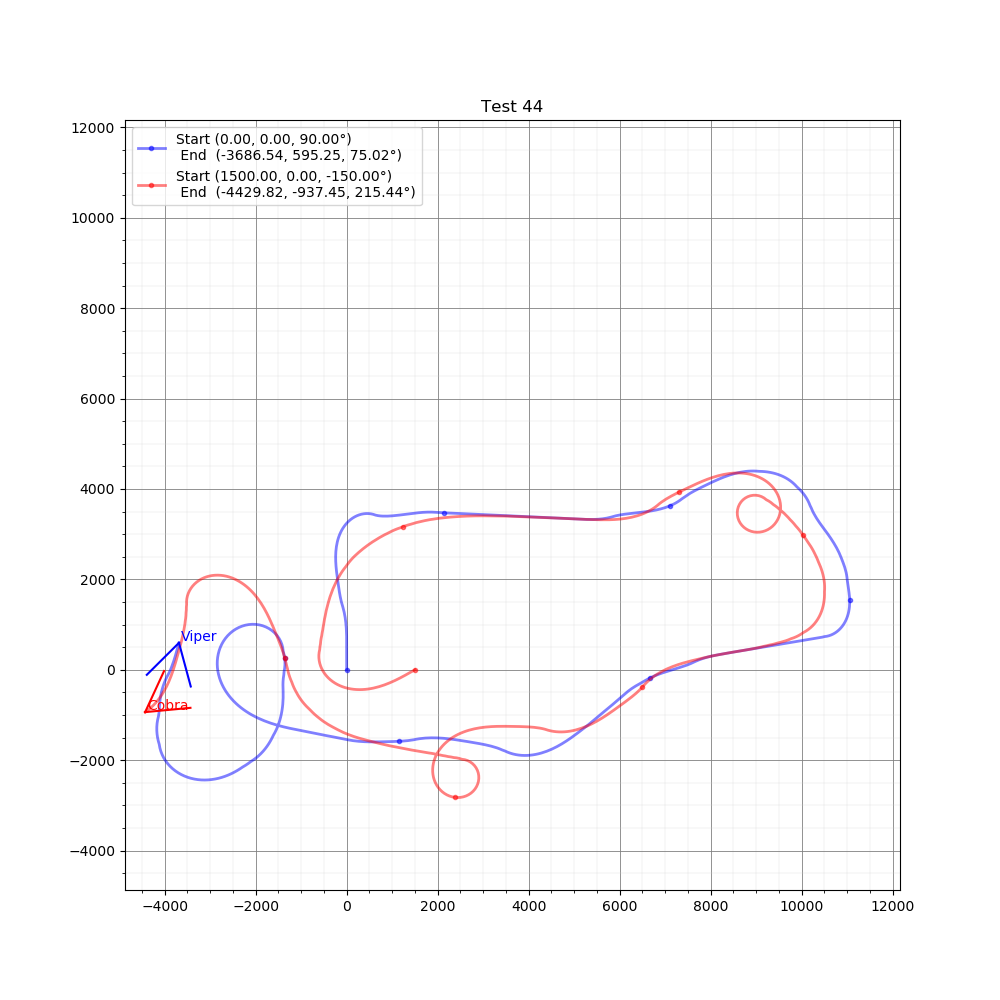 Test 44
Start (0.00, 0.00, 90.00°)
End  (-3686.54, 595.25, 75.02°)
Start (1500.00, 0.00, -150.00°)
End  (-4429.82, -937.45, 215.44°)
12000
10000
8000
6000
4000
2000
0
−2000
−4000
Viper
Cobra
−4000 −2000 0 2000 4000 6000 8000 10000 12000